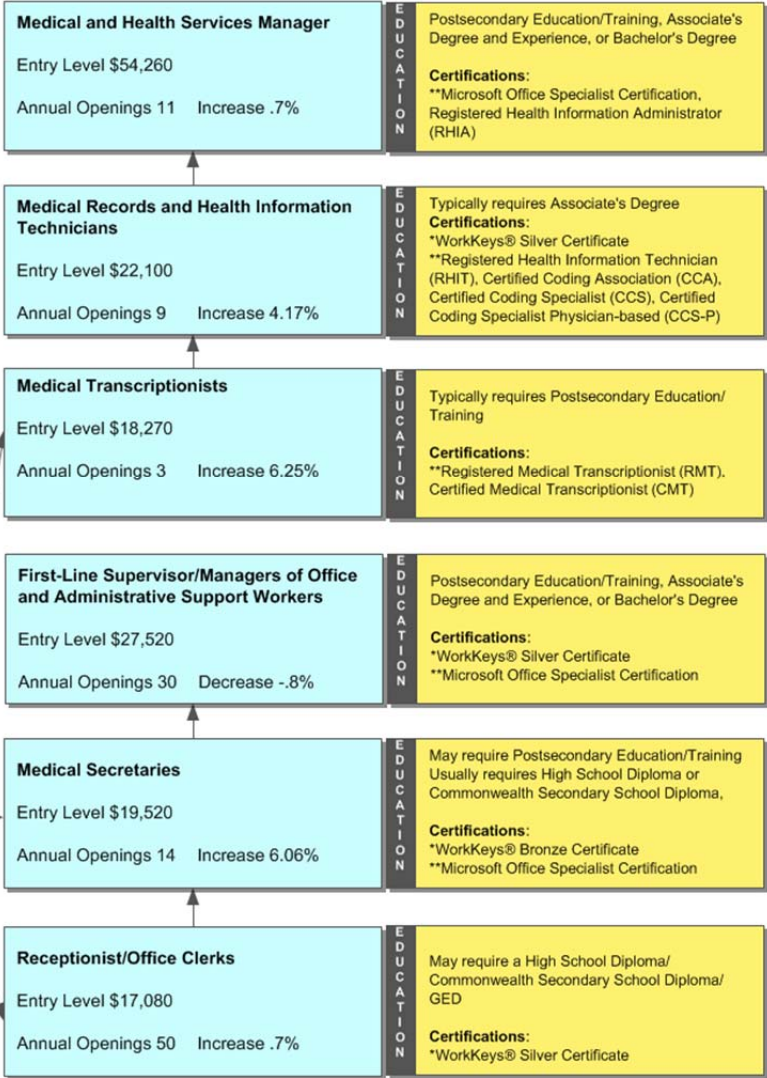 Medical and Health Services Manager
Entry Level $54,260
Annual Openings 11 Increase .7%
EDUCATION
Postsecondary Education/Training, Associate's
Degree and Experience, or Bachelor's Degree
Certifications:
**Microsoft Office Specialist Certification,
Registered Health Information Administrator
(RHIA)
Medical Records and Health Information
Technicians
Entry Level $22,100
Annual Openings 9 Increase 4.17%
EDUCATION
Typically requires Associate's Degree
Certifications:
*WorkKeys® Silver Certificate
**Registered Health Information Technician
(RHIT), Certified Coding Association (CCA),
Certified Coding Specialist (CCS), Certified
Coding Specialist Physician-based (CCS-P)
Medical Transcriptionists
Entry Level $18,270
Annual Openings 3 Increase 6.25%
EDUCATION
Typically requires Postsecondary Education/
Training
Certifications:
**Registered Medical Transcriptionist (RMT).
Certified Medical Transcriptionist (CMT)
First-Line Supervisor/Managers of Office
and Administrative Support Workers
Entry Level $27,520
Annual Openings 30 Decrease -.8%
EDUCATION
Postsecondary Education/Training, Associate's
Degree and Experience, or Bachelor's Degree
Certifications:
*WorkKeys® Silver Certificate
**Microsoft Office Specialist Certification
Medical Secretaries
Entry Level $19,520
Annual Openings 14 Increase 6.06%
EDUCATION
May require Postsecondary Education/Training
Usually requires High School Diploma or
Commonwealth Secondary School Diploma,
Certifications:
*WorkKeys® Bronze Certificate
**Microsoft Office Specialist Certification
Receptionist/Office Clerks
Entry Level $17,080
Annual Openings 50 Increase .7%
EDUCATION
May require a High School Diploma/
Commonwealth Secondary School Diploma/
GED
Certifications:
*WorkKeys® Silver Certificate